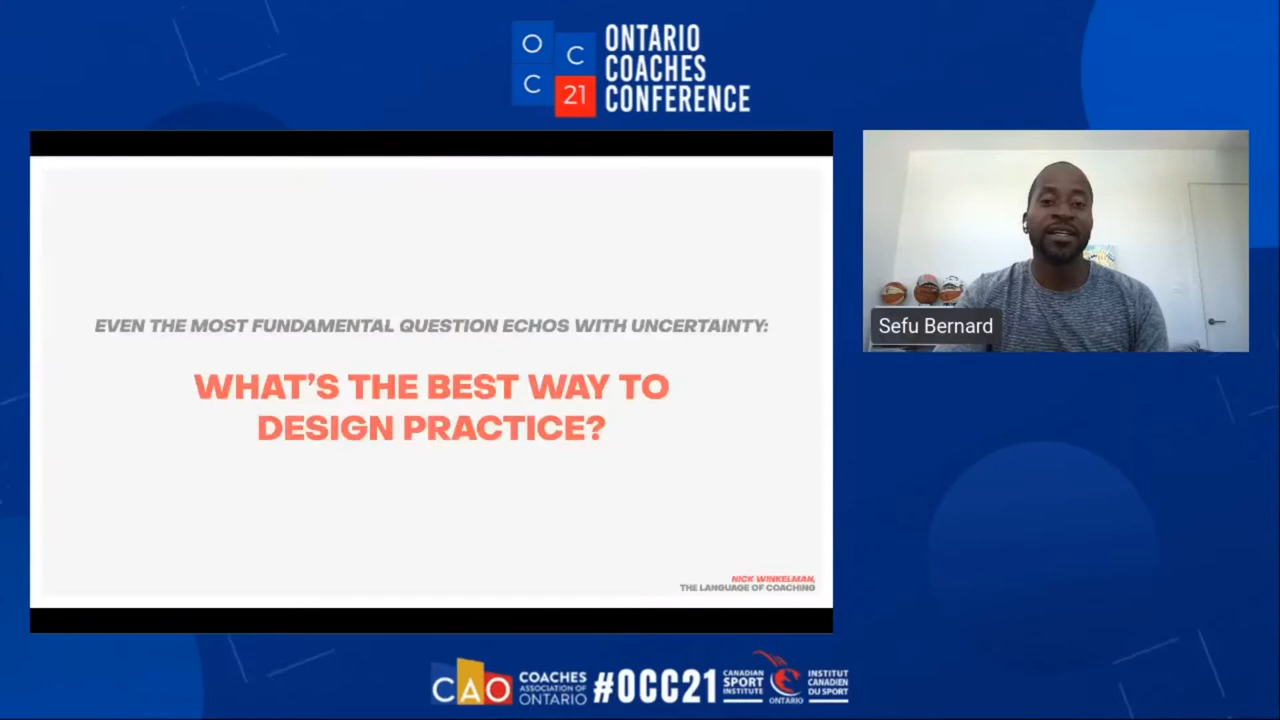 O
C
C
21
ONTARIO
COACHES
CONFERENCE
EVEN THE MOST FUNDAMENTAL QUESTION ECHOS WITH UNCERTAINTY:
WHAT'S THE BEST WAY TO
DESIGN PRACTICE?
NICK WINKELMAN,
THE LANGUAGE OF COACHING
Sefu Bernard
CAO
COACHES
ASSOCIATION OF
ONTARIO
#OCC21
CANADIAN
SPORT
INSTITUTE
ONTARIO
INSTITUT
CANADIEN
DU SPORT